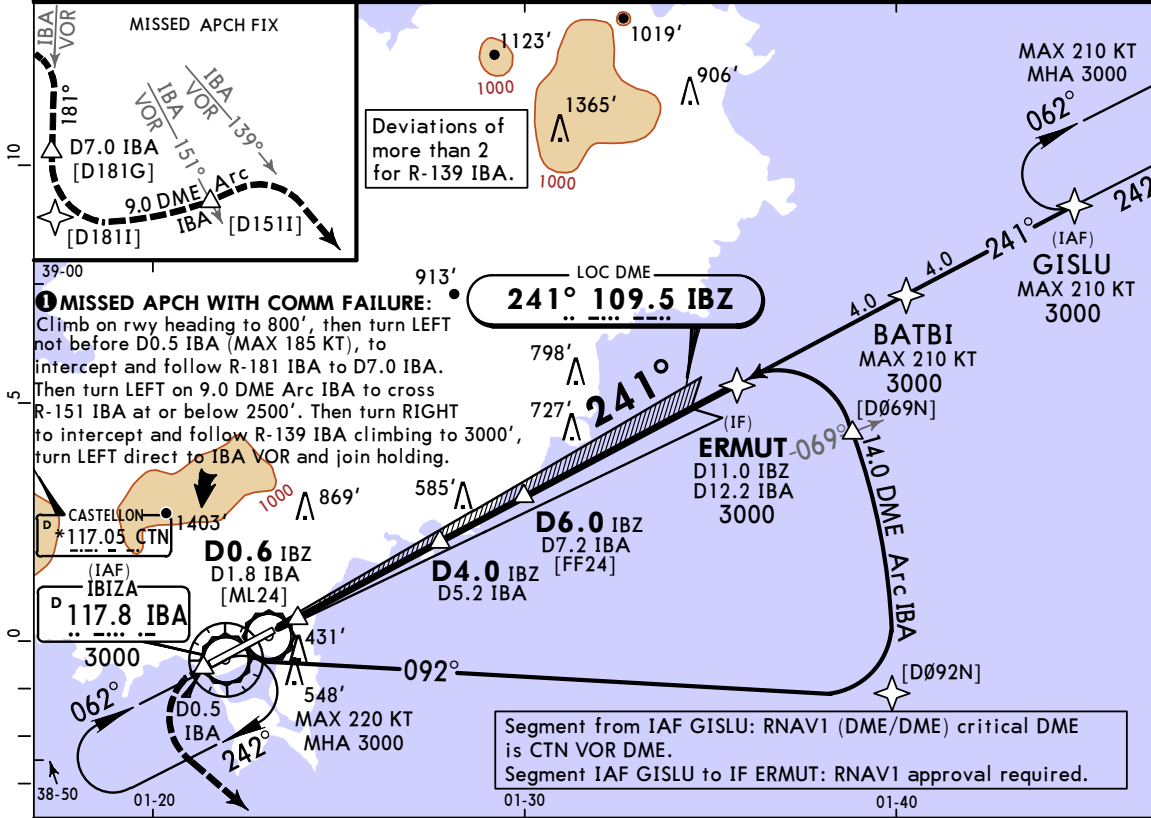 MISSED APCH FIX
IBA
VOR
181°
IBA
VOR
151°
IBA
VOR
139°
D7.0 IBA
[D181G]
9.0 DME Arc
IBA
[D181I]
[D151I]
1123'
1000
1019'
906'
1365'
1000
Deviations of
more than 2
for R-139 IBA.
MAX 210 KT
MHA 3000
062°
242
241°
(IAF)
GISLU
MAX 210 KT
3000
4.0
4.0
BATBI
MAX 210 KT
3000
[DØ69N]
10
39-00
913'
LOC DME
241° 109.5 IBZ
1 MISSED APCH WITH COMM FAILURE:
Climb on rwy heading to 800', then turn LEFT
not before D0.5 IBA (MAX 185 KT), to
intercept and follow R-181 IBA to D7.0 IBA.
Then turn LEFT on 9.0 DME Arc IBA to cross
R-151 IBA at or below 2500'. Then turn RIGHT
to intercept and follow R-139 IBA climbing to 3000',
turn LEFT direct to IBA VOR and join holding.
798'
727'
241°
5
(IF)
ERMUT
D11.0 IBZ
D12.2 IBA
3000
069°
14.0 DME Arc IBA
1000
869'
585'
1403'
D CASTELLON
*117.05 CTN
D6.0 IBZ
D7.2 IBA
[FF24]
D4.0 IBZ
D5.2 IBA
D0.6 IBZ
D1.8 IBA
[ML24]
(IAF)
IBIZA
D 117.8 IBA
3000
0
431'
548'
092°
[DØ92N]
062°
D0.5
IBA
242°
MAX 220 KT
MHA 3000
Segment from IAF GISLU: RNAV1 (DME/DME) critical DME
is CTN VOR DME.
Segment IAF GISLU to IF ERMUT: RNAV1 approval required.
38-50
01-20
01-30
01-40